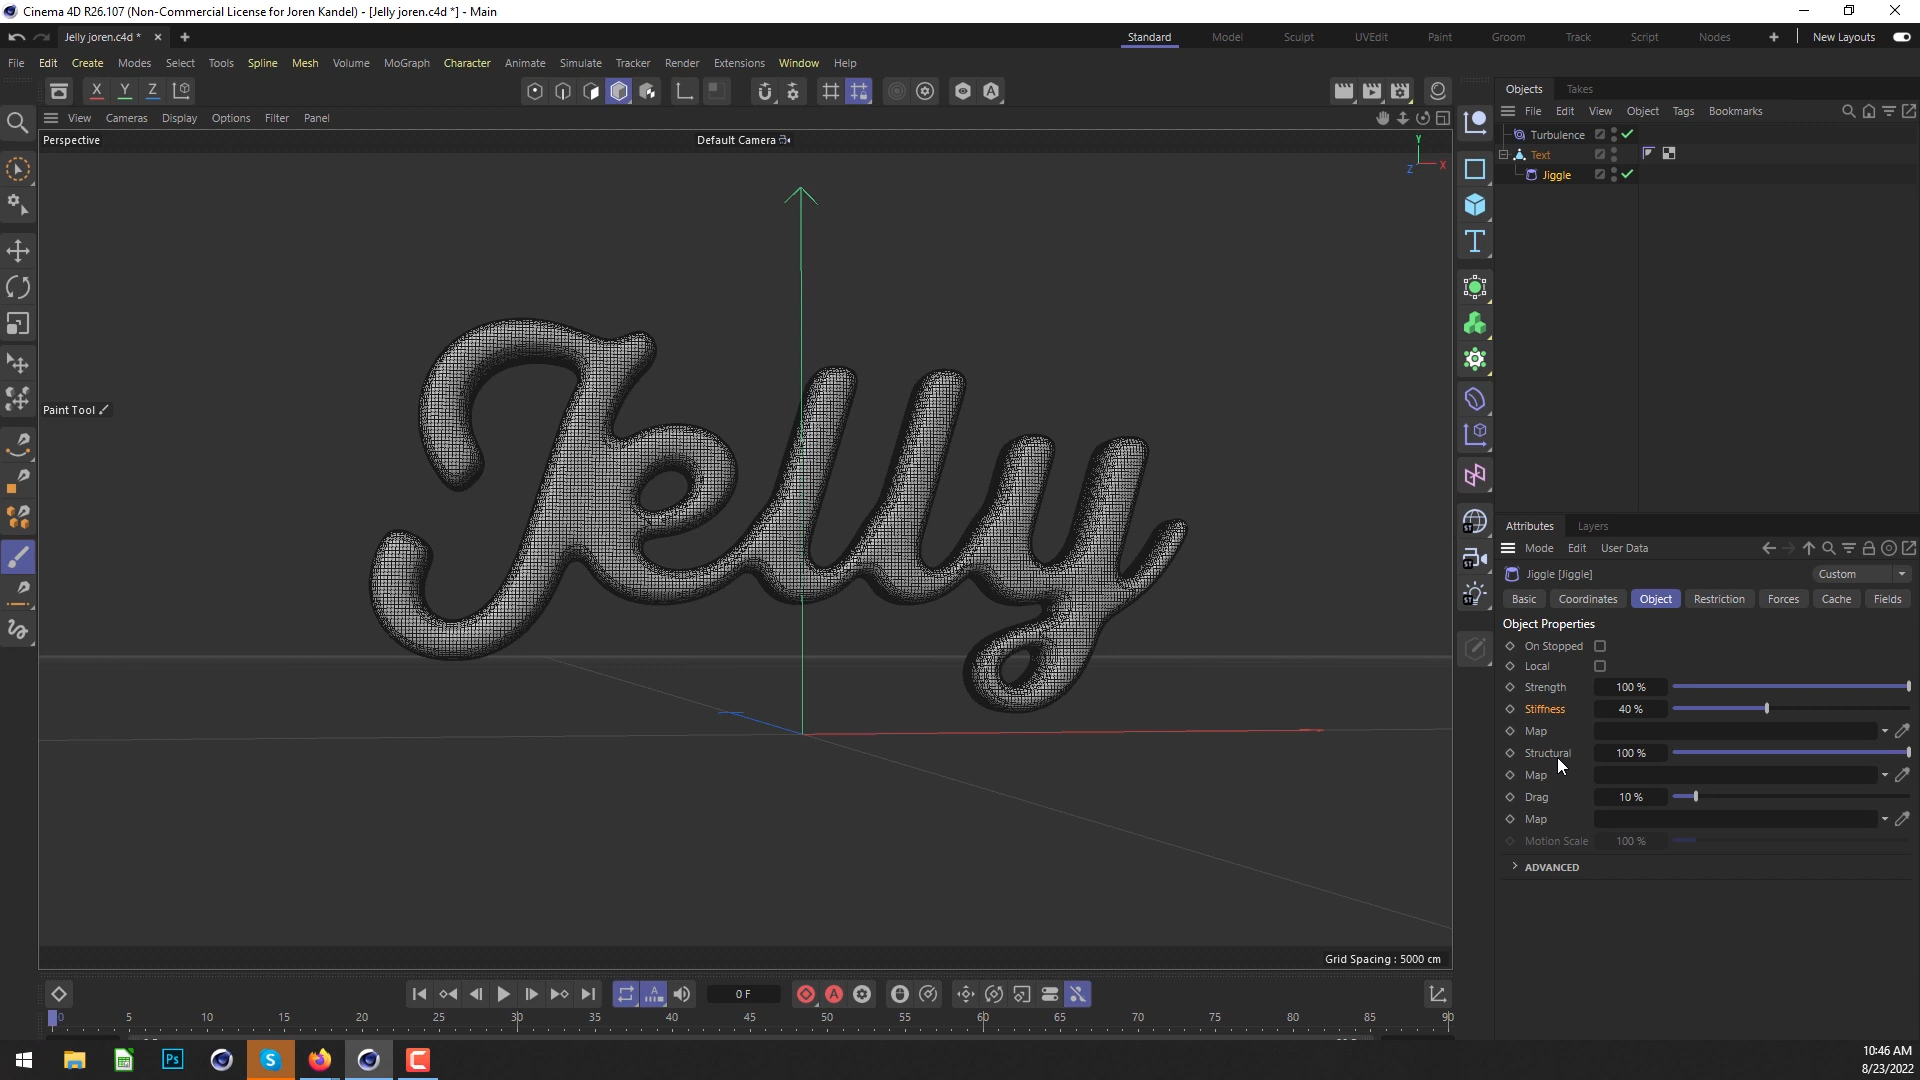 Cinema 4D R26.107 (Non-Commercial License for Joren Kandel) - [Jelly joren.c4d *] - Main
Jelly joren.c4d *
Standard Model Sculpt UVEdit Paint Groom Track Script Nodes New Layouts
File Edit Create Modes Select Tools Spline Mesh Volume MoGraph Character Animate Simulate Tracker Render Extensions Window Help
X Y Z
Objects Takes
View Cameras Display Options Filter Panel
File Edit View Object Tags Bookmarks
Perspective
Default Camera
Y
X
Z
Turbulence
Text
Jiggle
Paint Tool
Jelly
Attributes Layers
Mode Edit User Data
Jiggle [Jiggle]
Custom
Basic Coordinates Object Restriction Forces Cache Fields
Object Properties
On Stopped
Local
Strength 100 %
Stiffness 40 %
Map
Structural 100 %
Map
Drag 10 %
Map
Motion Scale 100 %
ADVANCED
Grid Spacing : 5000 cm
0 F
0 5 10 15 20 25 30 35 40 45 50 55 60 65 70 75 80 85 90
10:46 AM
8/23/2022